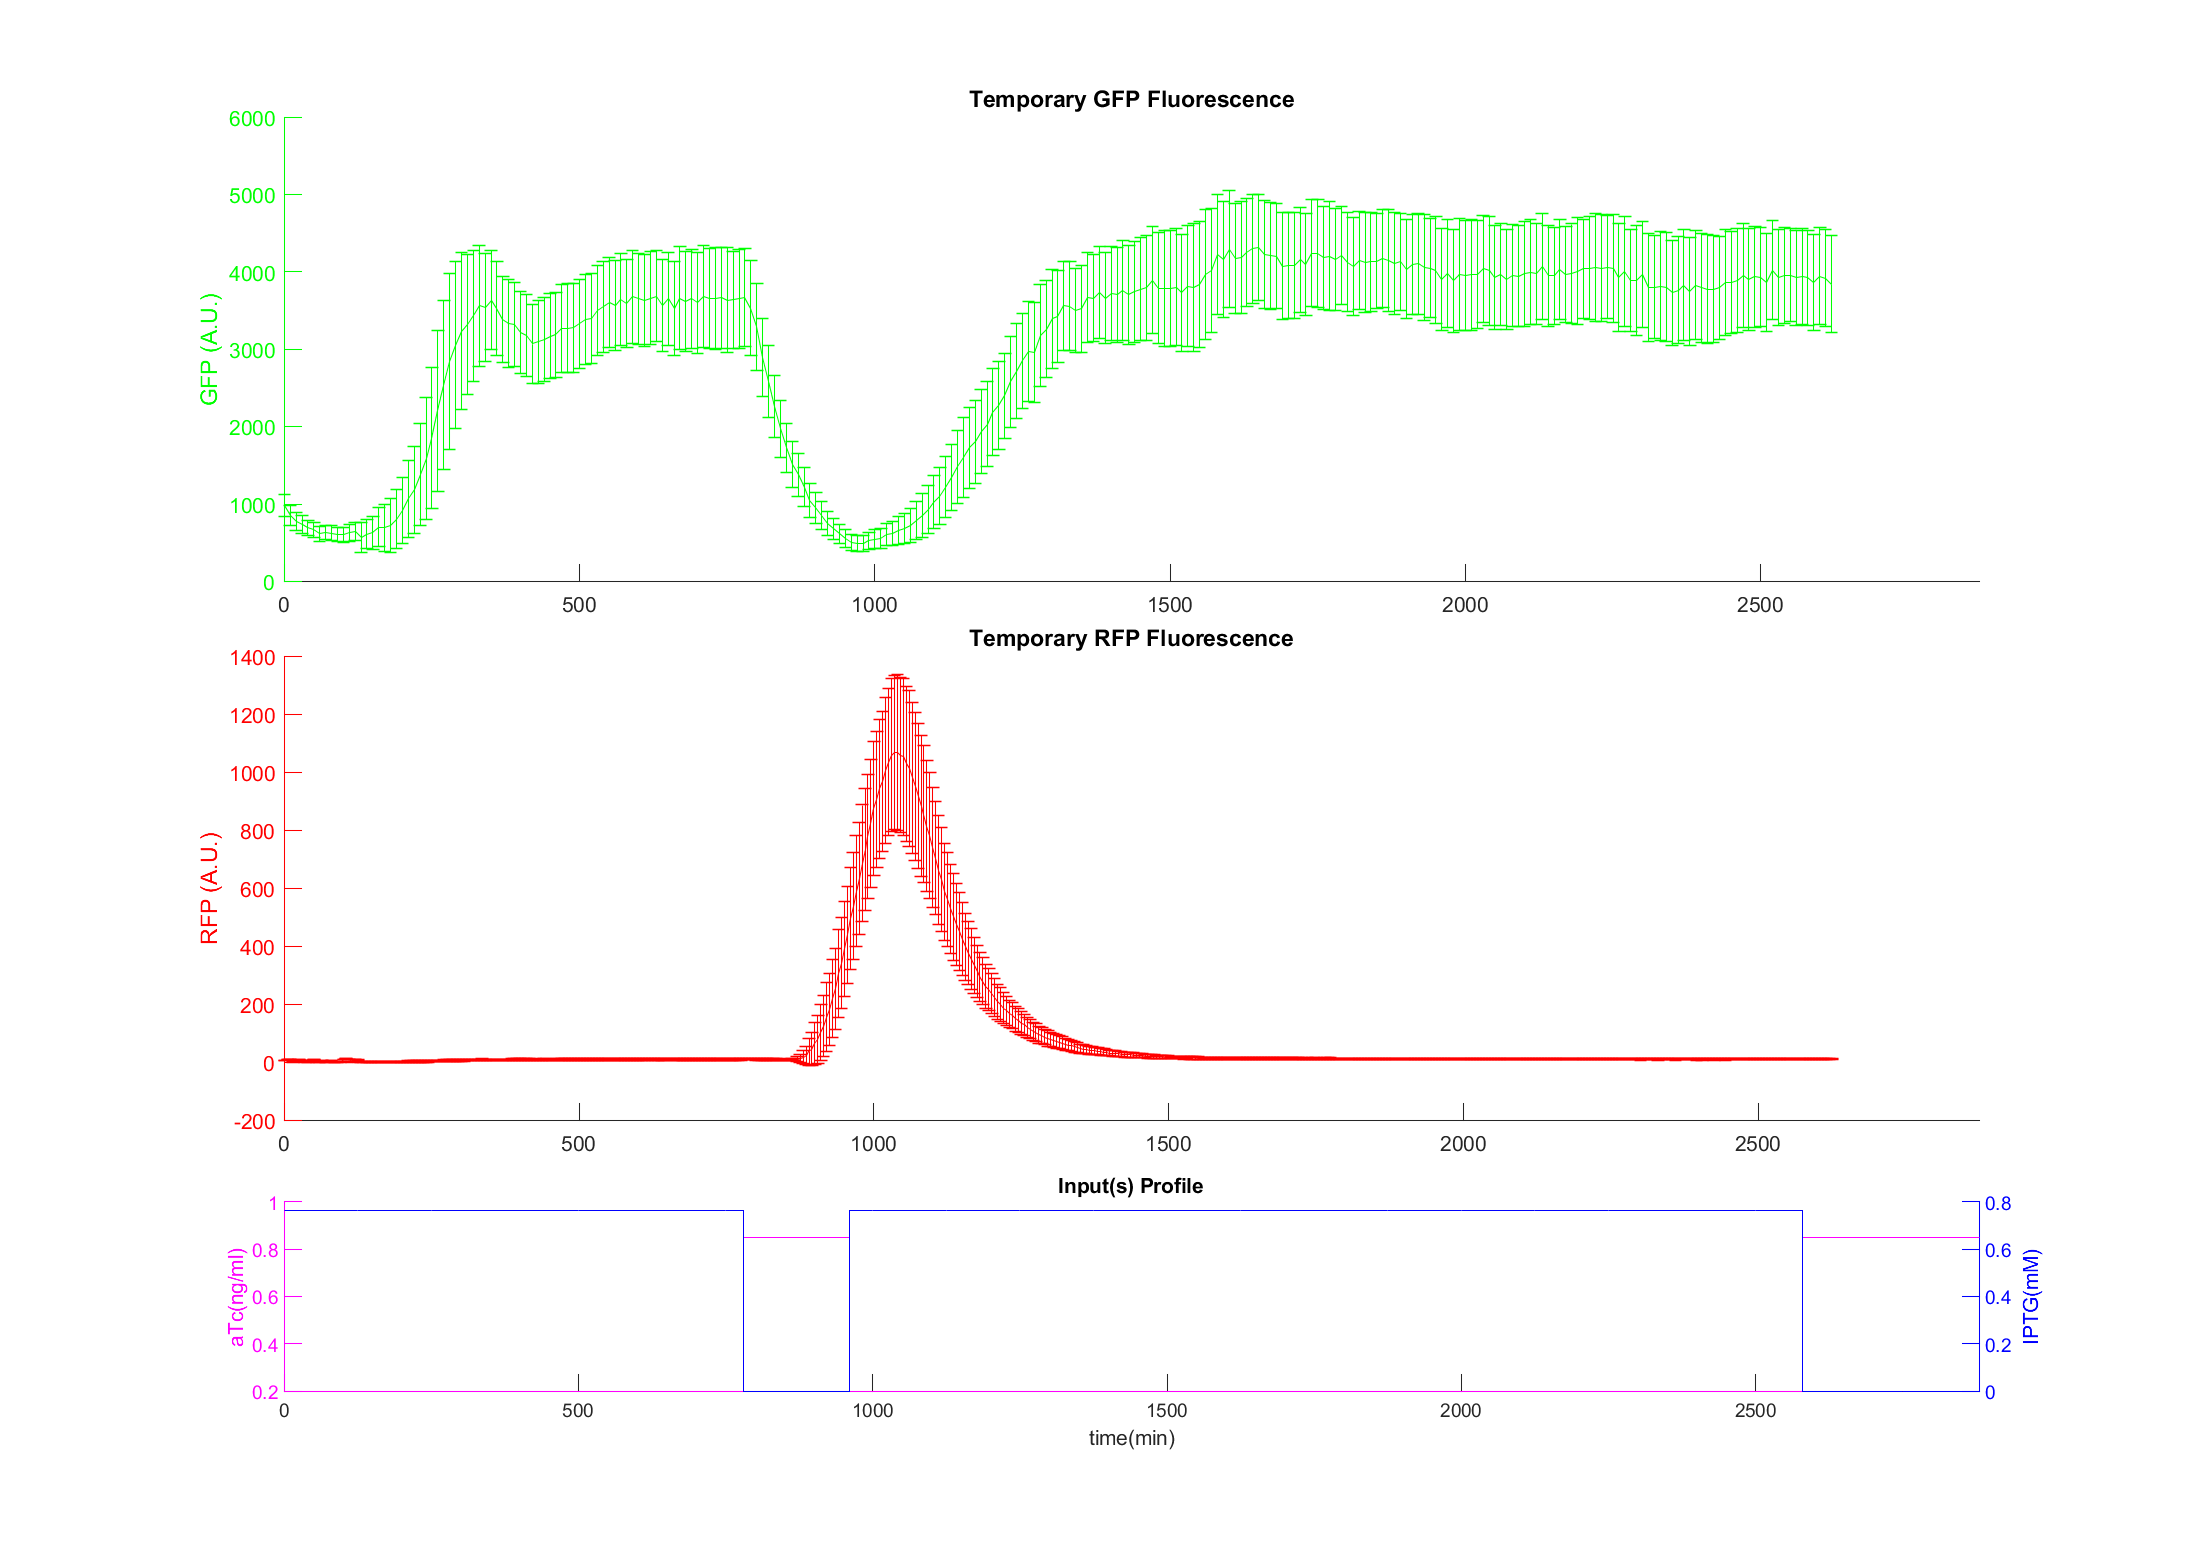 Temporary GFP Fluorescence
6000
5000
4000
3000
2000
1000
0
GFP (A.U.)
0 500 1000 1500 2000 2500
Temporary RFP Fluorescence
1400
1200
1000
800
600
400
200
0
-200
RFP (A.U.)
0 500 1000 1500 2000 2500
Input(s) Profile
1
0.8
0.6
0.4
0.2
aTc(ng/ml)
0.8
0.6
0.4
0.2
0
IPTG(mM)
0 500 1000 1500 2000 2500
time(min)